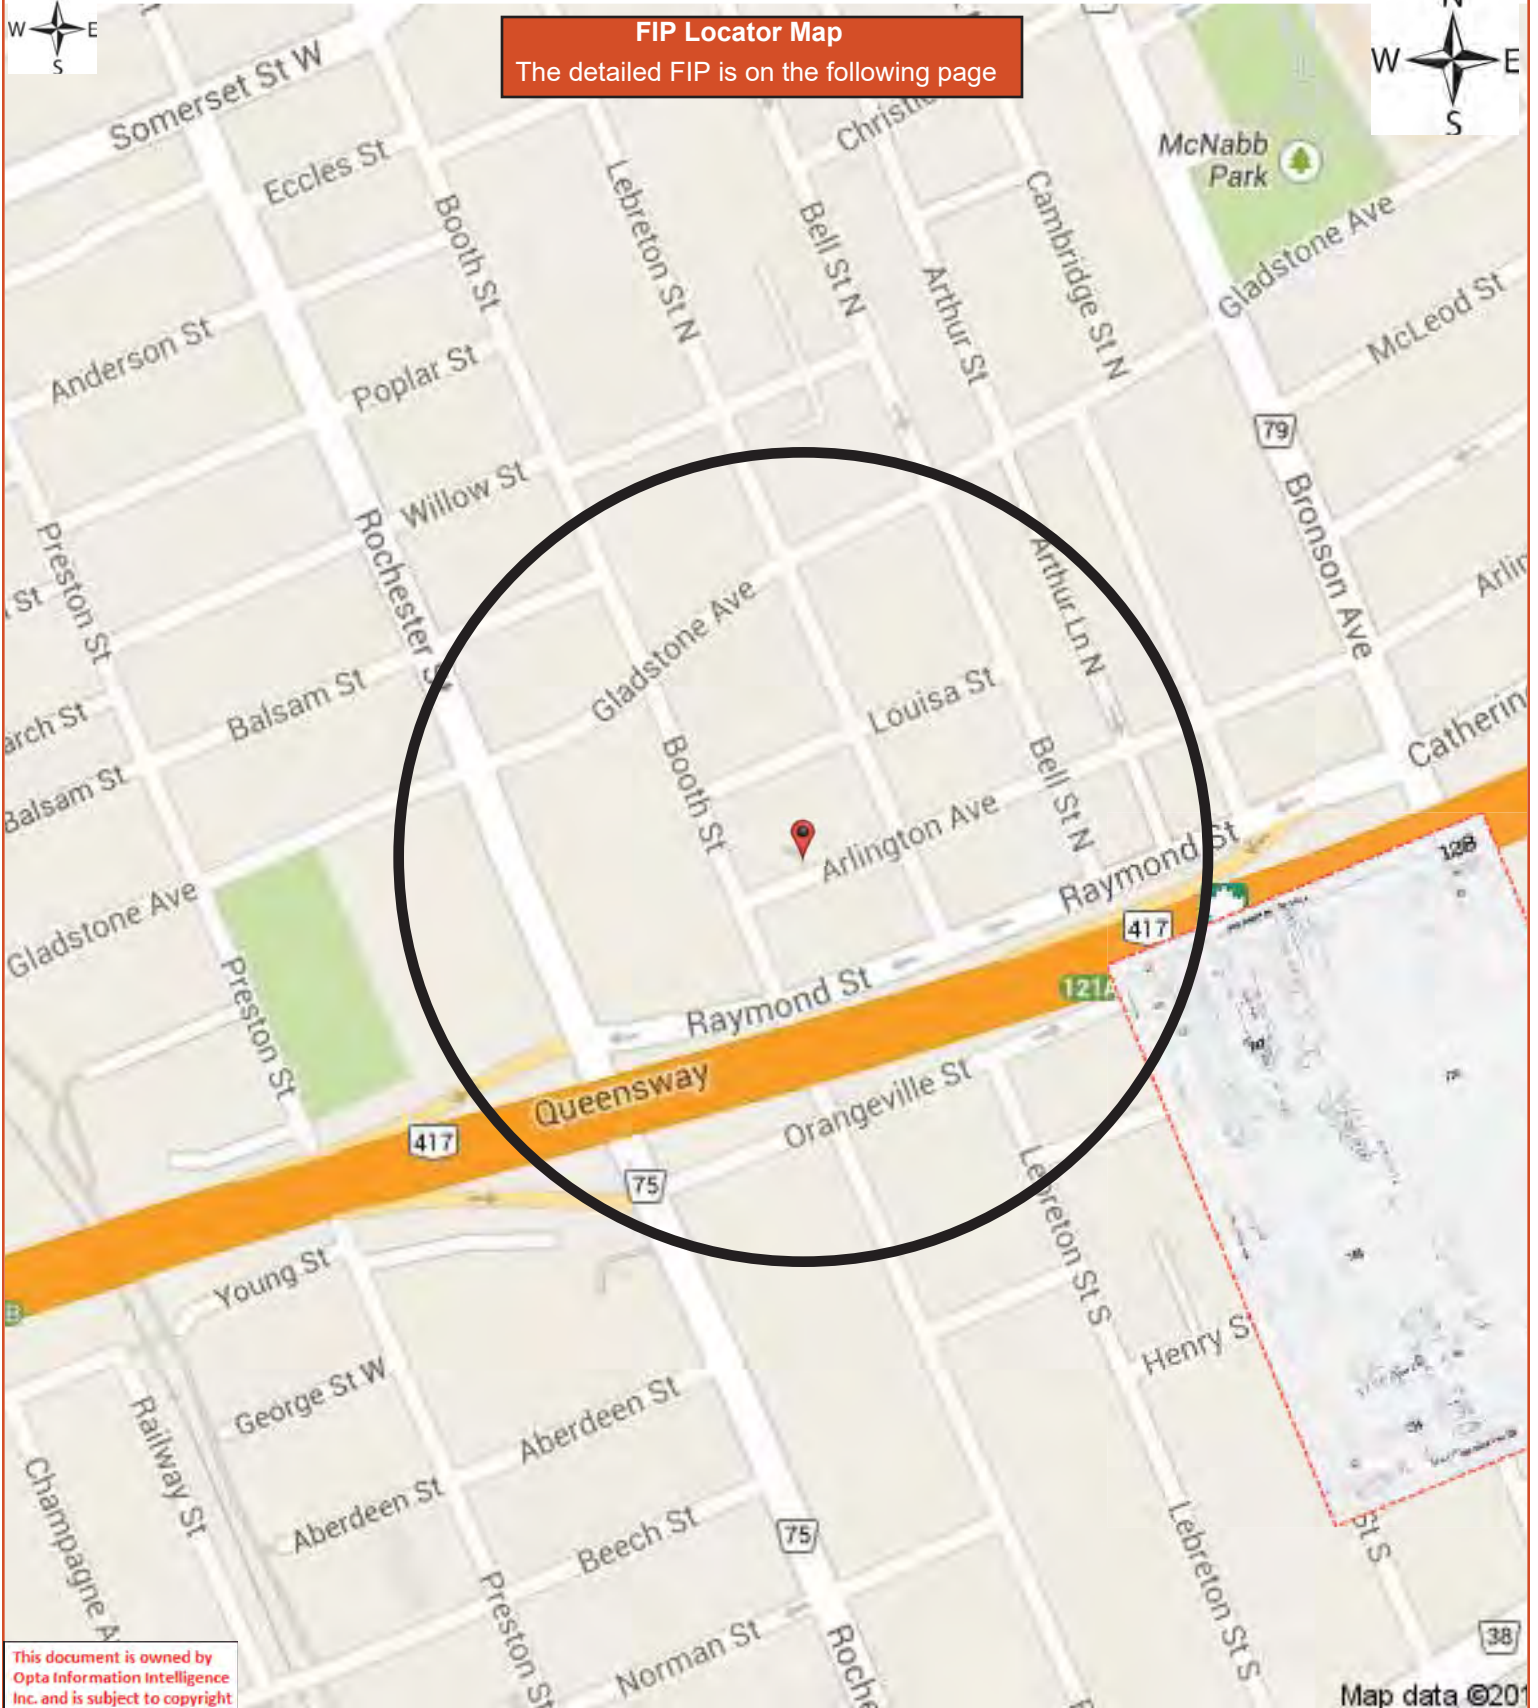 W E
S
FIP Locator Map
The detailed FIP is on the following page
N
W E
S
Somerset St W
Eccles St
Booth St
Lebreton St N
Bell St N
Arthur St
Cambridge St N
McNabb
Park
Gladstone Ave
McLeod St
Anderson St
Poplar St
79
Willow St
Preston St
Rochester St
Bronson Ave
Arthur Ln N
St
Gladstone Ave
Louisa St
Balsam St
arch St
Balsam St
Booth St
Bell St N
Arlington Ave
Raymond St
128
Gladstone Ave
Preston St
417
121A
Raymond St
Queensway
417
Orangeville St
75
Lebreton St S
Young St
Henry S
George St W
Aberdeen St
Railway St
Champagne A
Aberdeen St
Beech St
75
Lebreton St S
St S
Preston St
Norman St
Roche
38
This document is owned by
Opta Information Intelligence
Inc. and is subject to copyright
Map data ©201